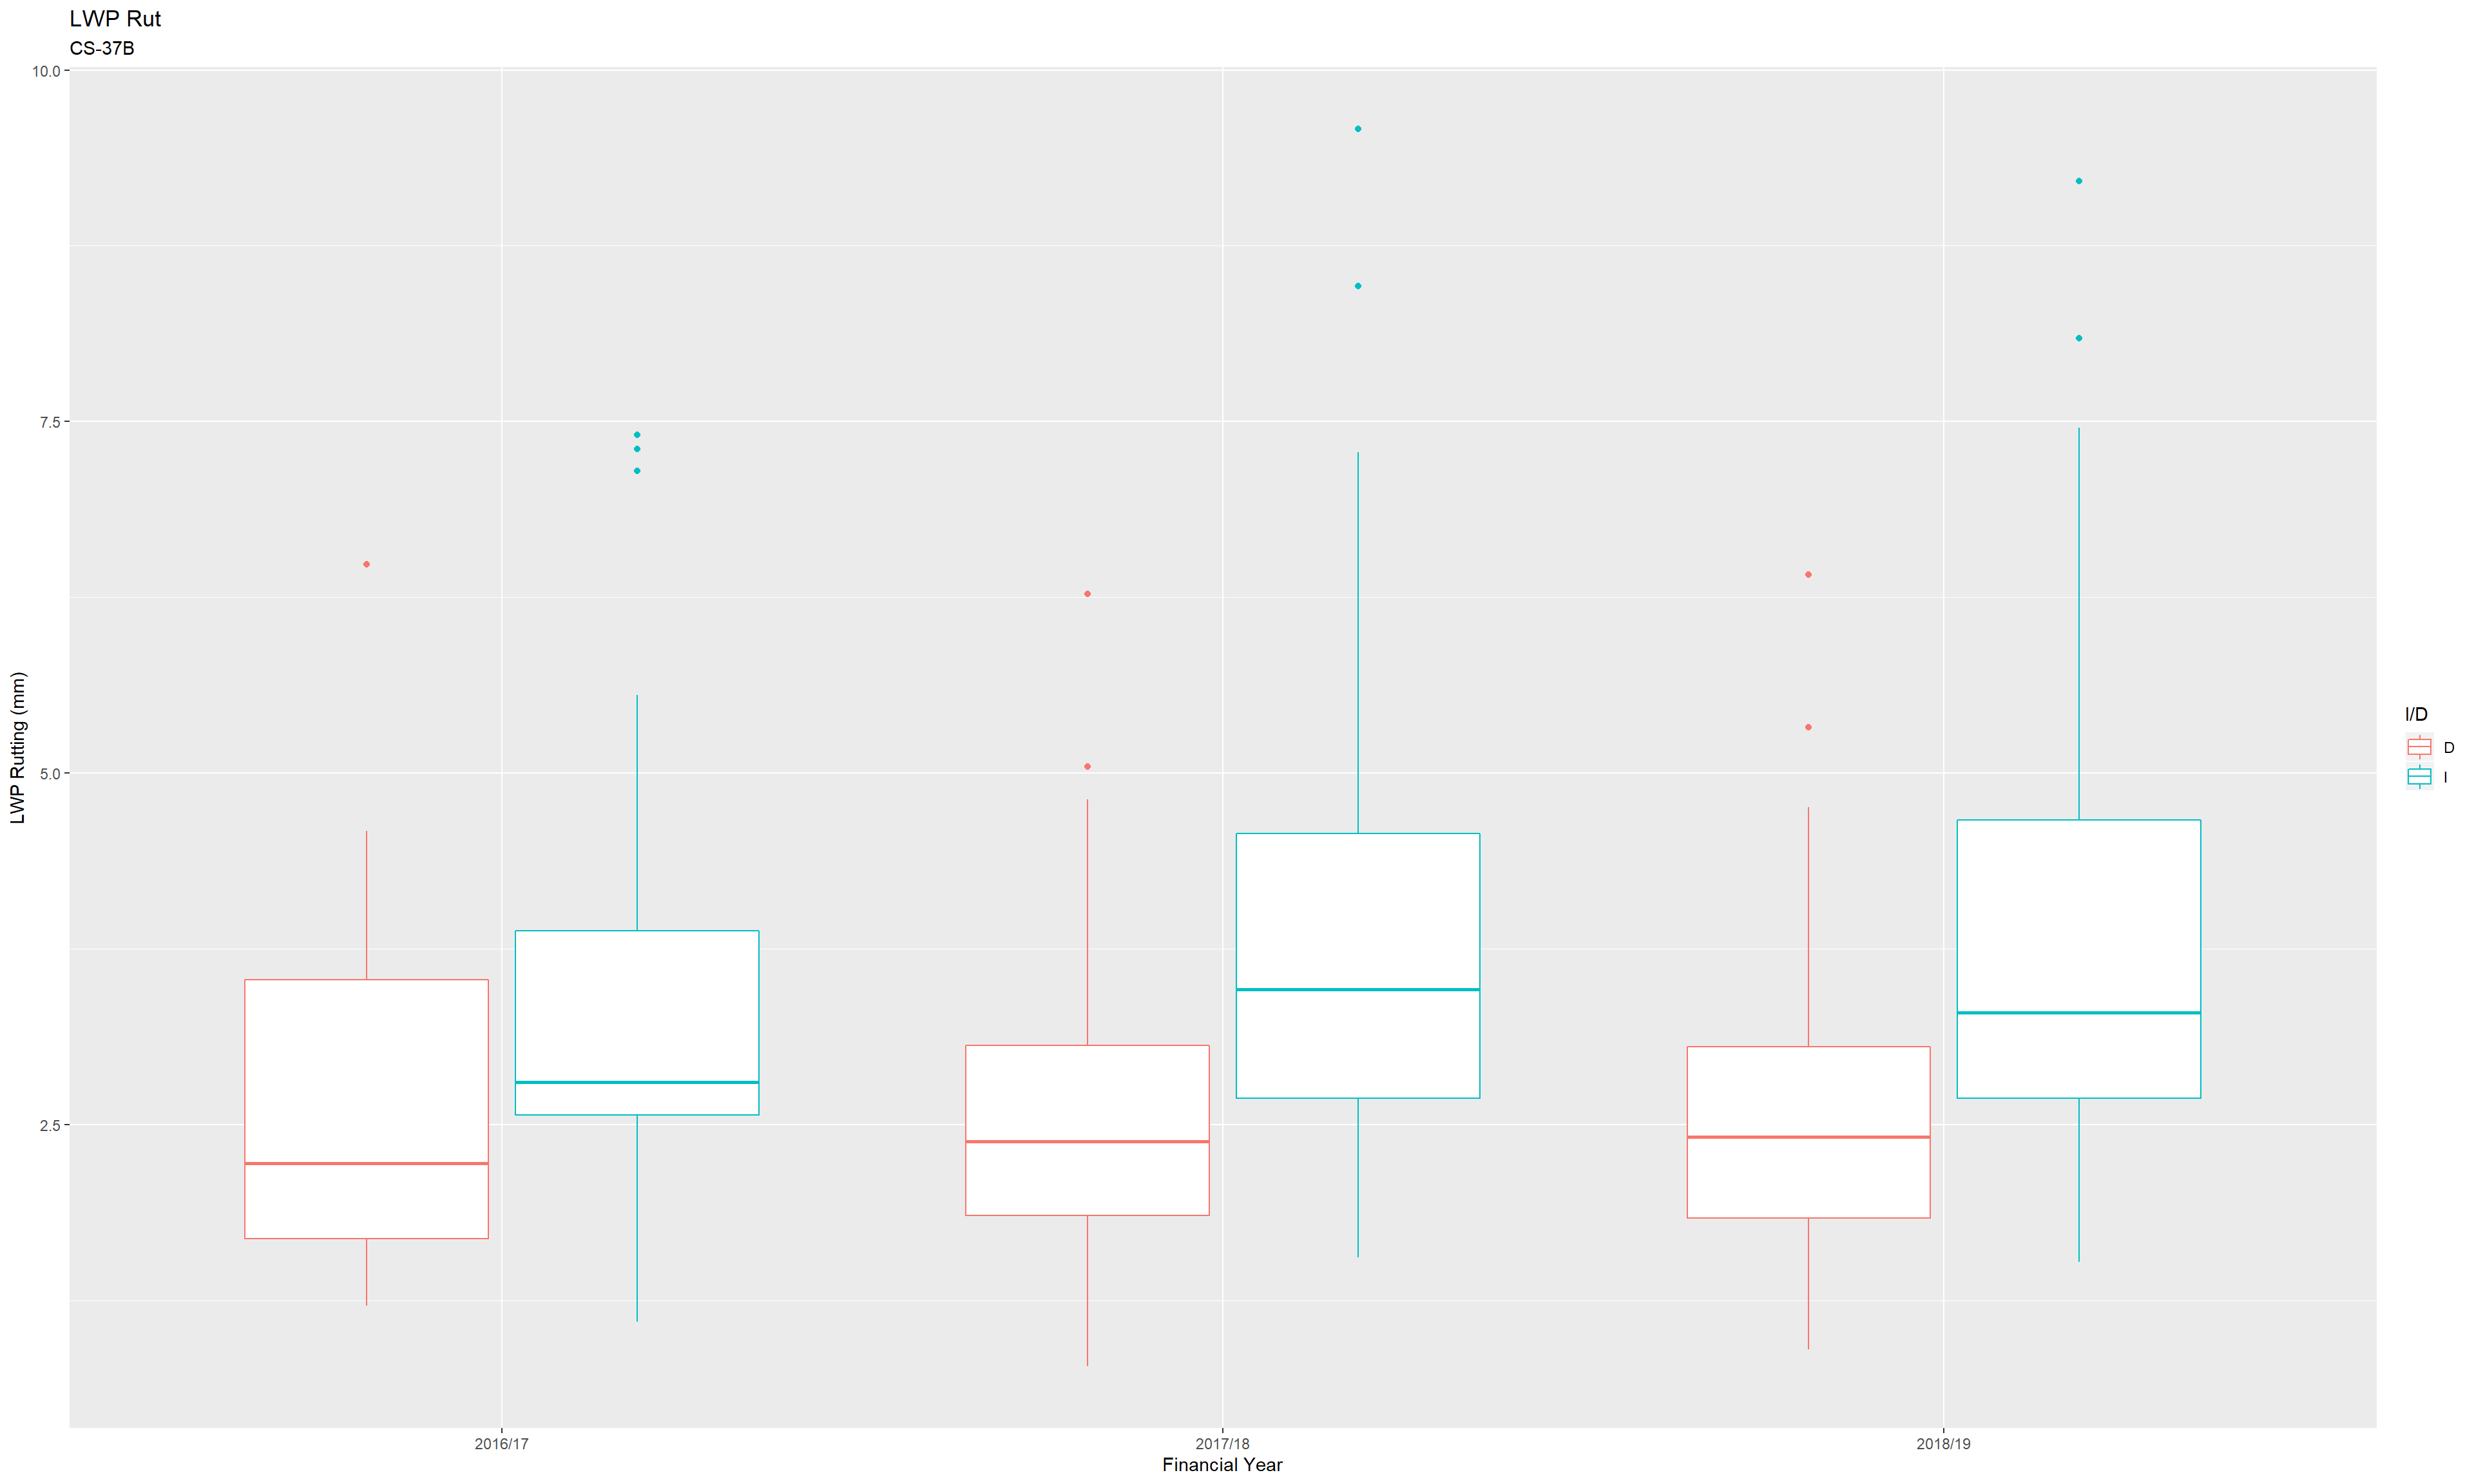 LWP Rut
CS-37B
10.0
7.5
5.0
2.5
LWP Rutting (mm)
2016/17
2017/18
2018/19
Financial Year
I/D
D
I